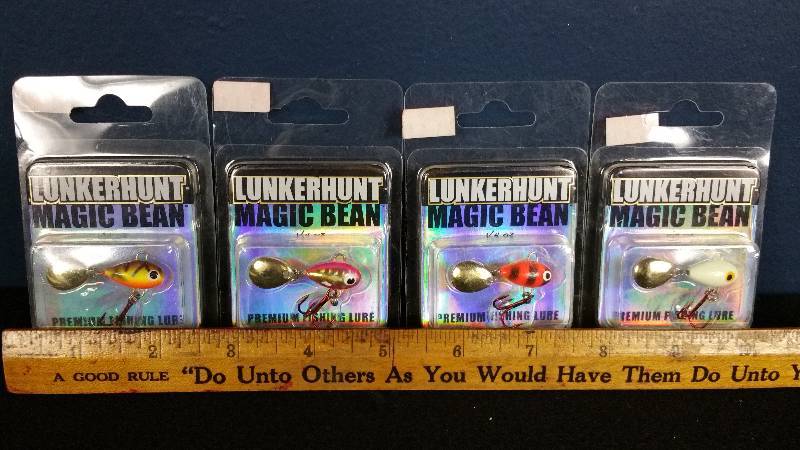 LUNKERHUNT
MAGIC BEAN
PREMIUM FISHING LURE
LUNKERHUNT
MAGIC BEAN
PREMIUM FISHING LURE
LUNKERHUNT
MAGIC BEAN
PREMIUM FISHING LURE
LUNKERHUNT
MAGIC BEAN
PREMIUM FISHING LURE
1 2 3 4 5 6 7 8 9
A GOOD RULE "Do Unto Others As You Would Have Them Do Unto Y